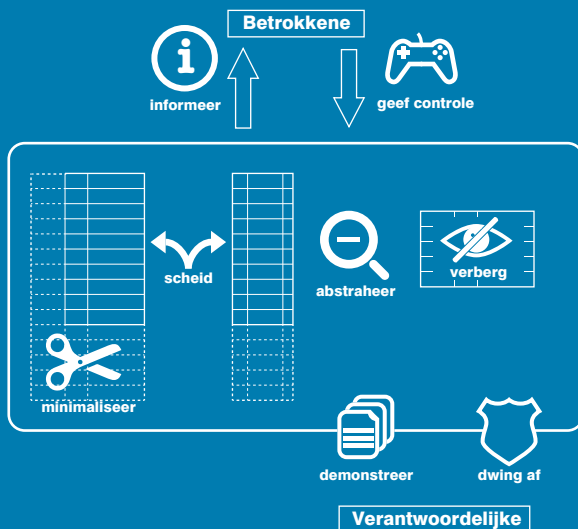 Betrokkene
informeer
geef controle
scheid
abstraheer
verberg
minimaliseer
demonstreer
dwing af
Verantwoordelijke